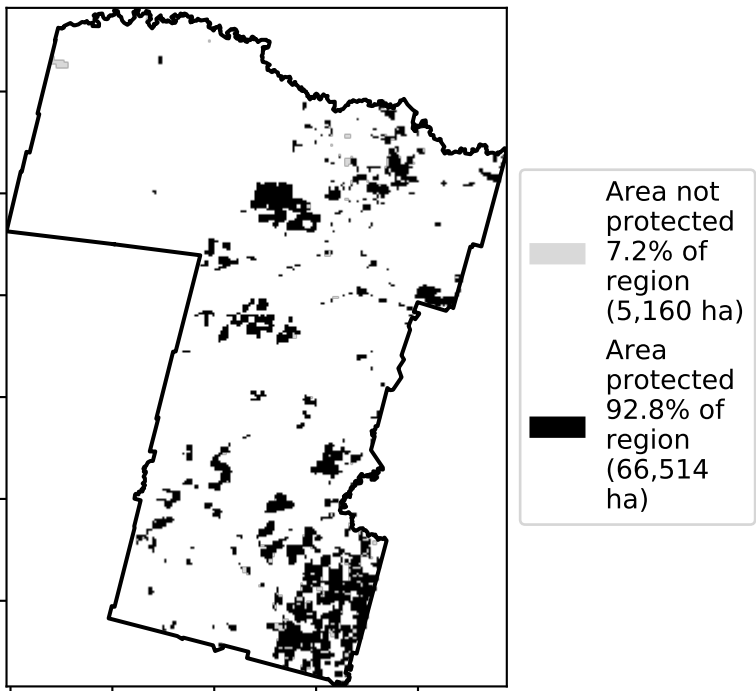 Area not
protected
7.2% of
region
(5,160 ha)
Area
protected
92.8% of
region
(66,514
ha)